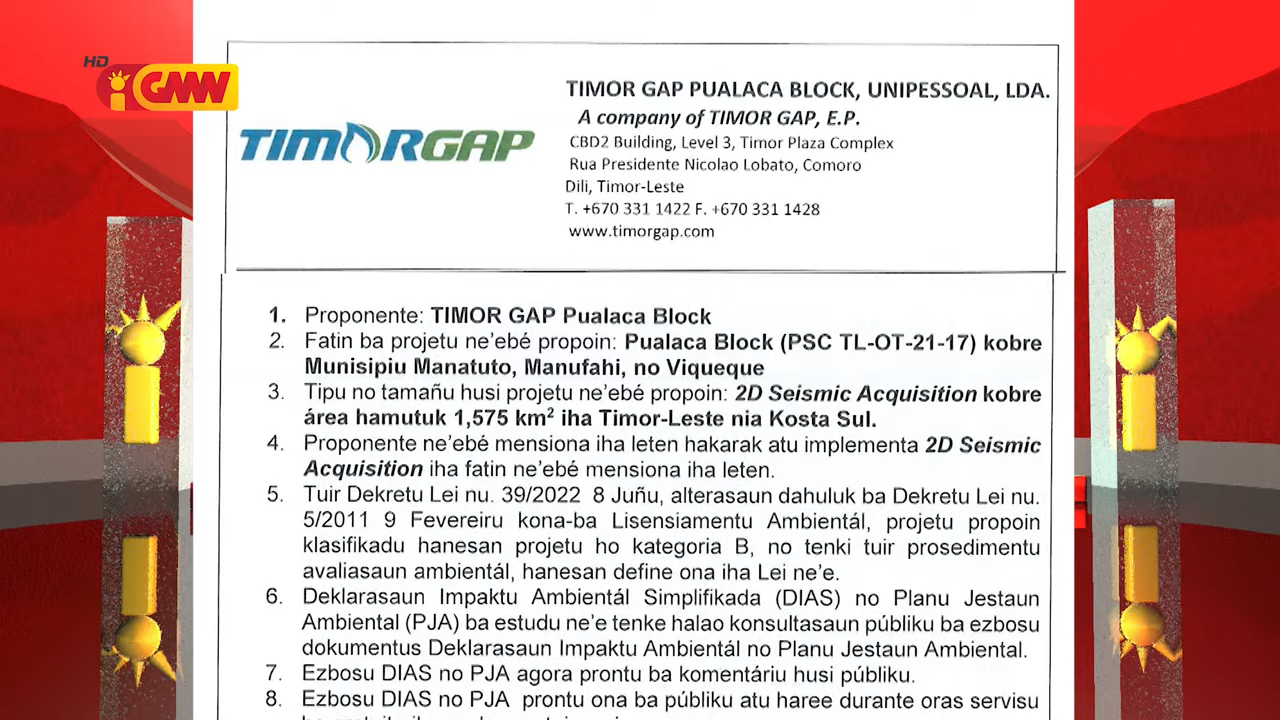 HD
iGMN
TIMORGAP
TIMOR GAP PUALACA BLOCK, UNIPESSOAL, LDA.
A company of TIMOR GAP, E.P.
CBD2 Building, Level 3, Timor Plaza Complex
Rua Presidente Nicolao Lobato, Comoro
Dili, Timor-Leste
T. +670 331 1422 F. +670 331 1428
www.timorgap.com
1. Proponente: TIMOR GAP Pualaca Block
2. Fatin ba projetu ne'ebé propoin: Pualaca Block (PSC TL-OT-21-17) kobre
Munisipiu Manatuto, Manufahi, no Viqueque
3. Tipu no tamañu husi projetu ne'ebé propoin: 2D Seismic Acquisition kobre
área hamutuk 1,575 km² iha Timor-Leste nia Kosta Sul.
4. Proponente ne'ebé mensiona iha leten hakarak atu implementa 2D Seismic
Acquisition iha fatin ne'ebé mensiona iha leten.
5. Tuir Dekretu Lei nu. 39/2022 8 Juñu, alterasaun dahuluk ba Dekretu Lei nu.
5/2011 9 Fevereiru kona-ba Lisensiamentu Ambientál, projetu propoin
klasifikadu hanesan projetu ho kategoria B, no tenki tuir prosedimentu
avaliasaun ambientál, hanesan define ona iha Lei ne'e.
6. Deklarasaun Impaktu Ambientál Simplifikada (DIAS) no Planu Jestaun
Ambiental (PJA) ba estudu ne'e tenke halao konsultasaun públiku ba ezbosu
dokumentus Deklarasaun Impaktu Ambientál no Planu Jestaun Ambiental.
7. Ezbosu DIAS no PJA agora prontu ba komentáriu husi públiku.
8. Ezbosu DIAS no PJA prontu ona ba públiku atu haree durante oras servisu